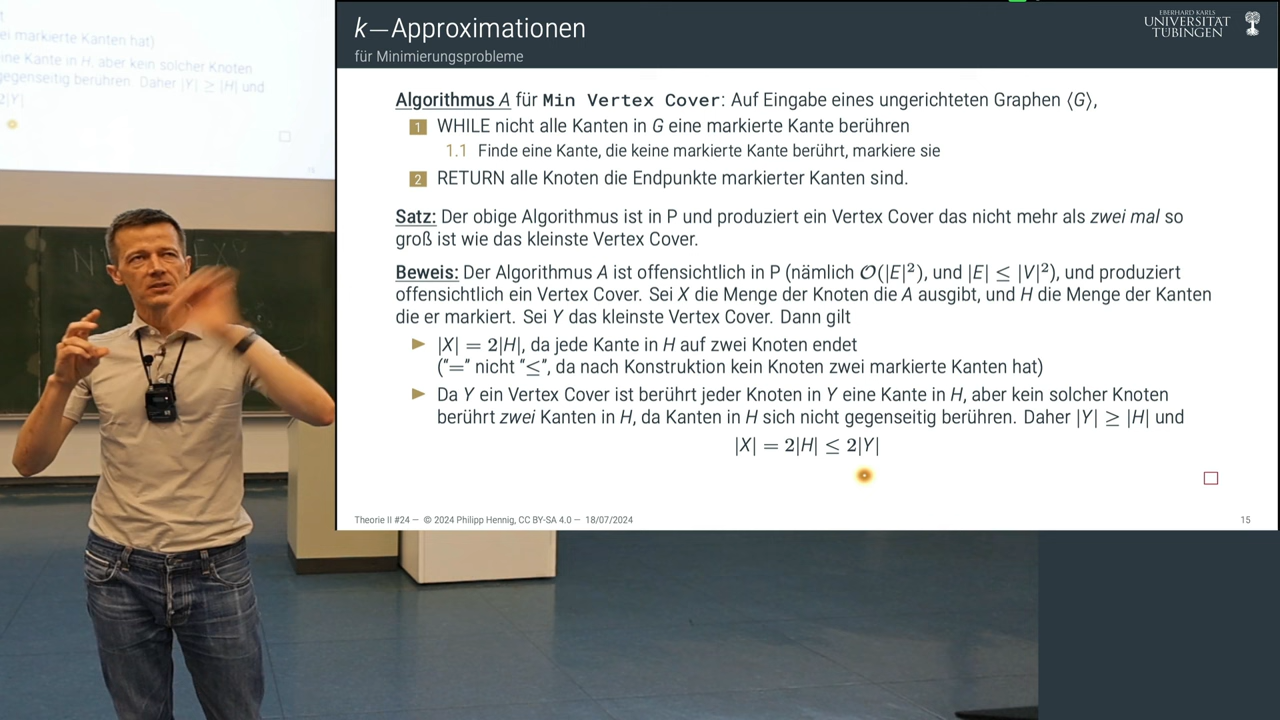 ei markierte Kanten hat)
ine Kante in H, aber kein solcher Knoten
gegenseitig berühren. Daher |Y| ≥ |H| und
2|Y|
k—Approximationen
für Minimierungsprobleme
EBERHARD KARLS
UNIVERSITÄT
TÜBINGEN
Algorithmus A für Min Vertex Cover: Auf Eingabe eines ungerichteten Graphen ⟨G⟩,
1 WHILE nicht alle Kanten in G eine markierte Kante berühren
1.1 Finde eine Kante, die keine markierte Kante berührt, markiere sie
2 RETURN alle Knoten die Endpunkte markierter Kanten sind.
Satz: Der obige Algorithmus ist in P und produziert ein Vertex Cover das nicht mehr als zwei mal so
groß ist wie das kleinste Vertex Cover.
Beweis: Der Algorithmus A ist offensichtlich in P (nämlich O(|E|²), und |E| ≤ |V|²), und produziert
offensichtlich ein Vertex Cover. Sei X die Menge der Knoten die A ausgibt, und H die Menge der Kanten
die er markiert. Sei Y das kleinste Vertex Cover. Dann gilt
▶ |X| = 2|H|, da jede Kante in H auf zwei Knoten endet
("=" nicht "≤", da nach Konstruktion kein Knoten zwei markierte Kanten hat)
▶ Da Y ein Vertex Cover ist berührt jeder Knoten in Y eine Kante in H, aber kein solcher Knoten
berührt zwei Kanten in H, da Kanten in H sich nicht gegenseitig berühren. Daher |Y| ≥ |H| und
|X| = 2|H| ≤ 2|Y|
Theorie II #24 — © 2024 Philipp Hennig, CC BY-SA 4.0 — 18/07/2024
15